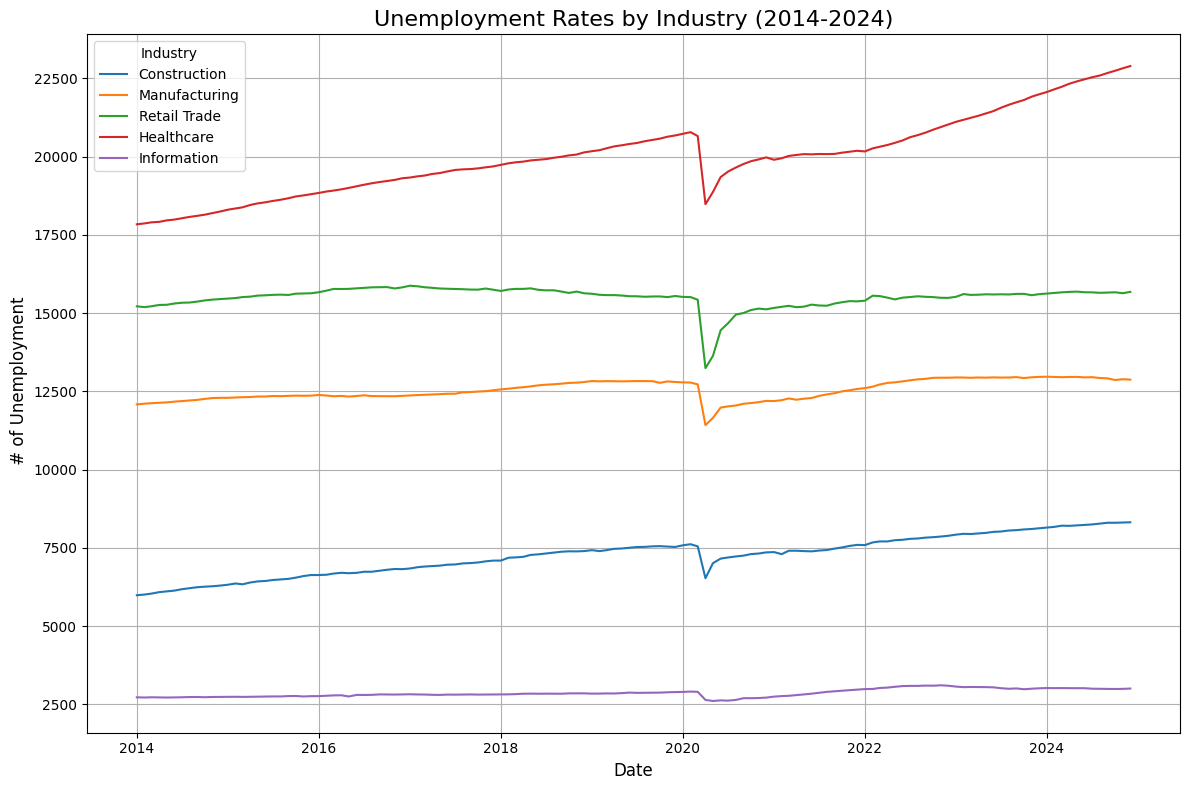 Unemployment Rates by Industry (2014-2024)
Industry
Construction
Manufacturing
Retail Trade
Healthcare
Information
# of Unemployment
22500
20000
17500
15000
12500
10000
7500
5000
2500
2014 2016 2018 2020 2022 2024
Date